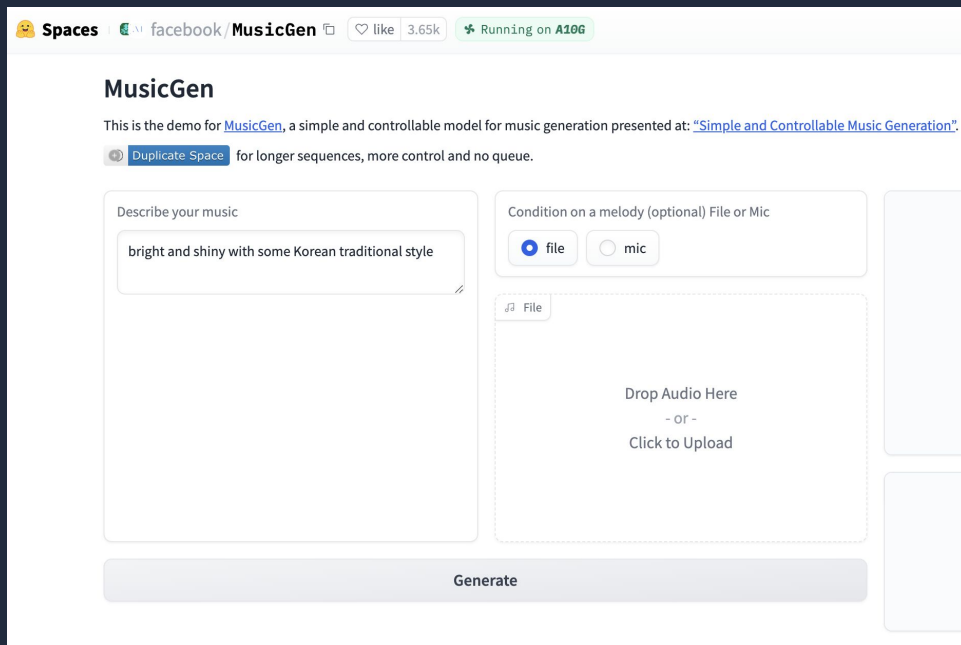 Spaces facebook/MusicGen like 3.65k Running on A10G
MusicGen
This is the demo for MusicGen, a simple and controllable model for music generation presented at: “Simple and Controllable Music Generation”.
Duplicate Space for longer sequences, more control and no queue.
Describe your music
bright and shiny with some Korean traditional style
Condition on a melody (optional) File or Mic
file mic
File
Drop Audio Here
- or -
Click to Upload
Generate